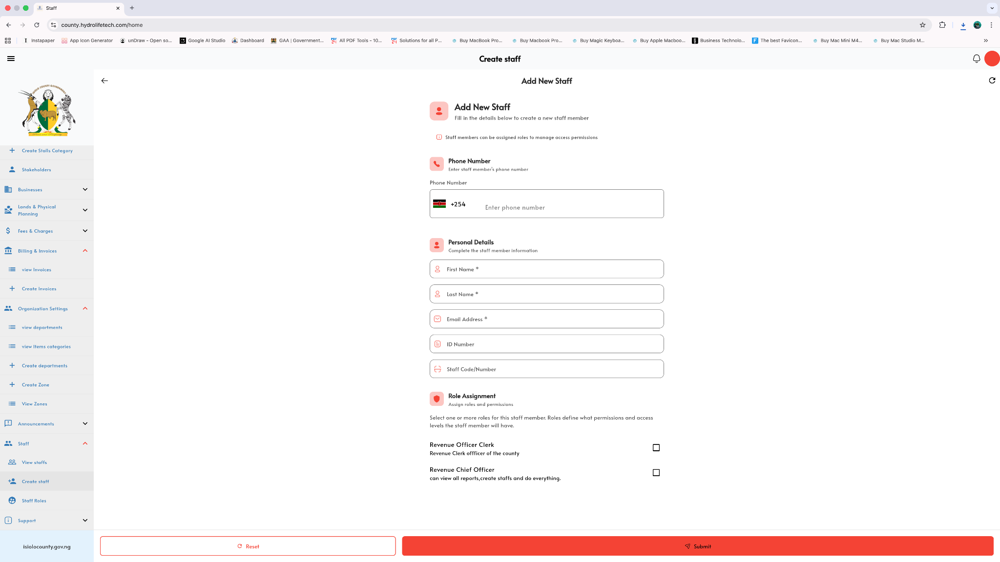 Staff
county.hydrolifetech.com/home
Instapaper
App Icon Generator
unDraw - Open so...
Google AI Studio
Dashboard
GAA | Government...
All PDF Tools - 10...
Solutions for all P...
Buy MacBook Pro...
Buy Macbook Pro...
Buy Magic Keyboa...
Buy Apple Macboo...
Business Technolo...
The best Favicon...
Buy Mac Mini M4...
Buy Mac Studio M...
Create staff
ISIOLO COUNTY GOVERNMENT
Peace and Prosperity
Create Stalls Category
Stakeholders
Businesses
Lands & Physical
Planning
Fees & Charges
Billing & Invoices
view Invoices
Create Invoices
Organization Settings
view departments
view Items categories
Create departments
Create Zone
View Zones
Announcements
Staff
View staffs
Create staff
Staff Roles
Support
isiolocounty.gov.ng
Add New Staff
Add New Staff
Fill in the details below to create a new staff member
Staff members can be assigned roles to manage access permissions
Phone Number
Enter staff member's phone number
Phone Number
+254
Enter phone number
Personal Details
Complete the staff member information
First Name *
Last Name *
Email Address *
ID Number
Staff Code/Number
Role Assignment
Assign roles and permissions
Select one or more roles for this staff member. Roles define what permissions and access
levels the staff member will have.
Revenue Officer Clerk
Revenue Clerk offficer of the county
Revenue Chief Officer
can view all reports,create staffs and do everything.
Reset
Submit